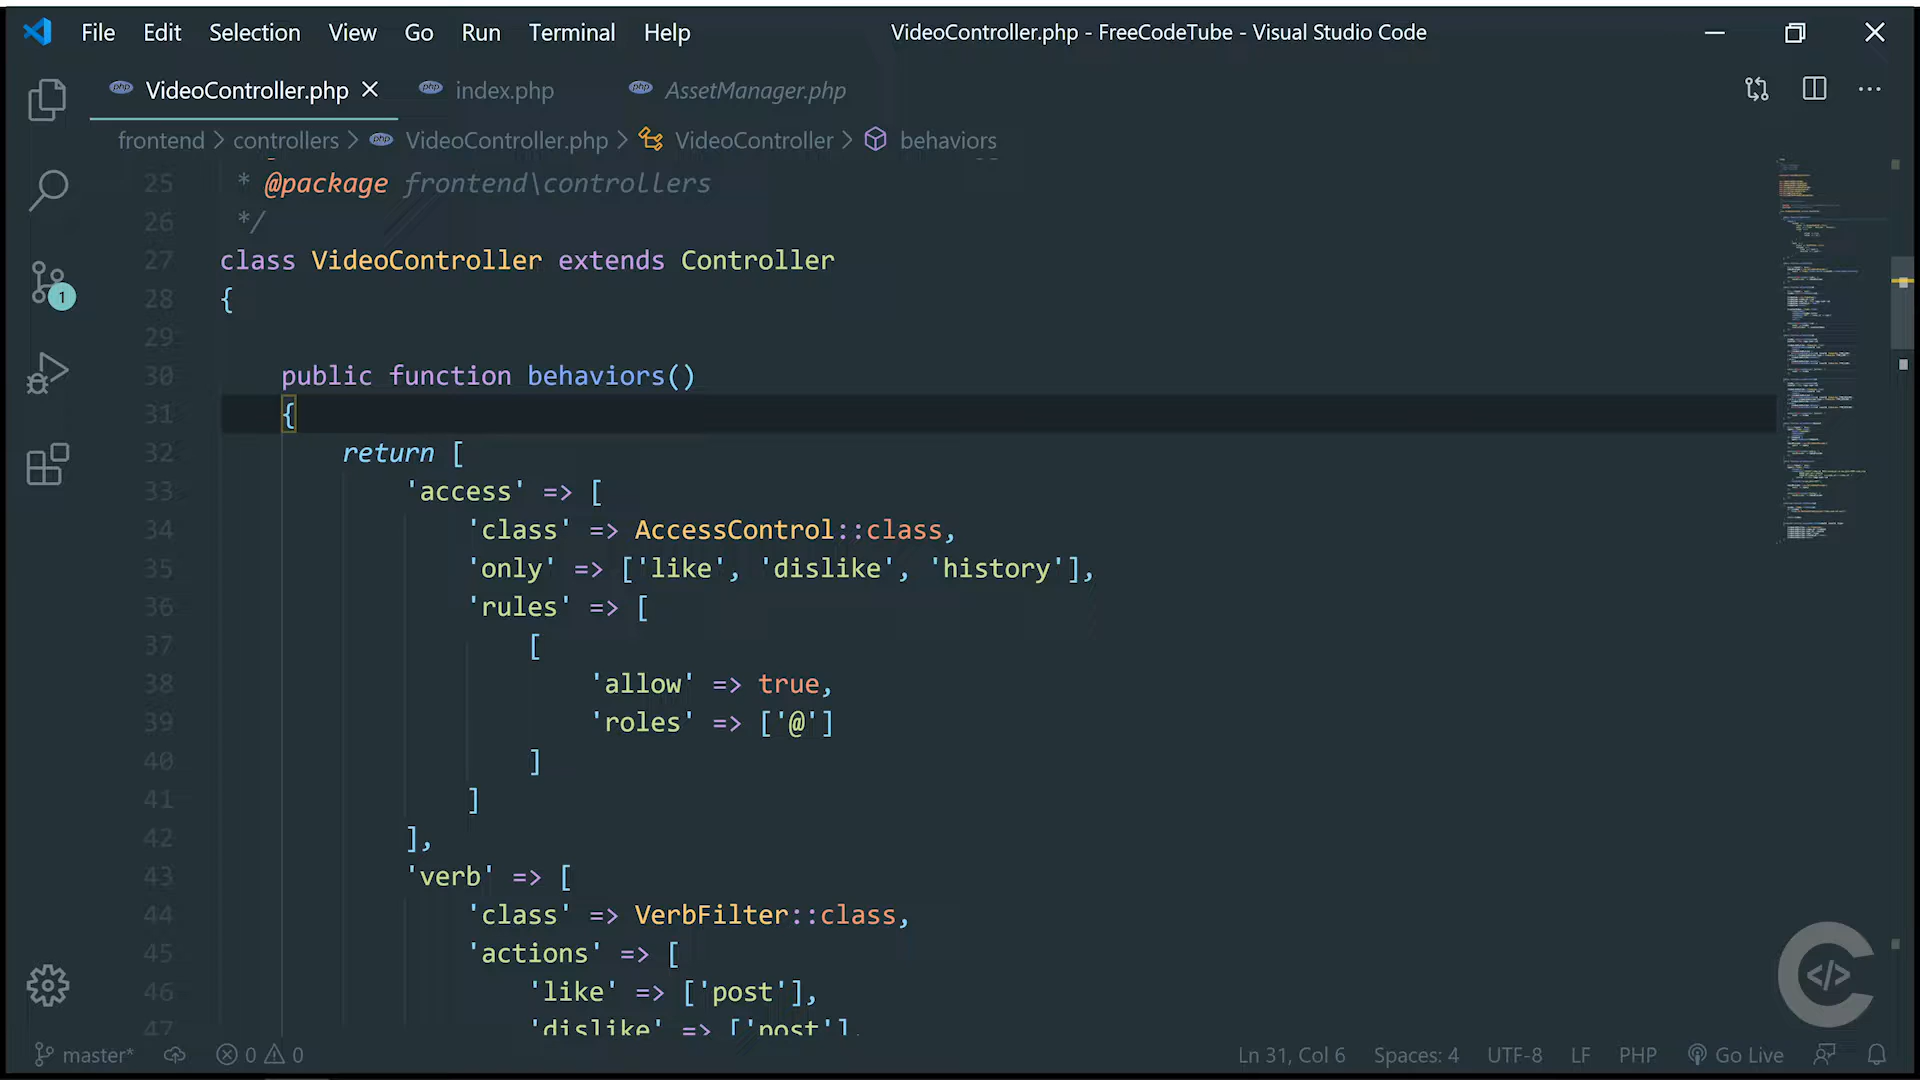 File Edit Selection View Go Run Terminal Help VideoController.php - FreeCodeTube - Visual Studio Code
VideoController.php index.php AssetManager.php
frontend > controllers > VideoController.php > VideoController > behaviors
25 * @package frontend\controllers
26 */
27 class VideoController extends Controller
28 {
29
30 public function behaviors()
31 {
32 return [
33 'access' => [
34 'class' => AccessControl::class,
35 'only' => ['like', 'dislike', 'history'],
36 'rules' => [
37 [
38 'allow' => true,
39 'roles' => ['@']
40 ]
41 ]
42 ],
43 'verb' => [
44 'class' => VerbFilter::class,
45 'actions' => [
46 'like' => ['post'],
47 'dislike' => ['post'],
1
master* 0 0 Ln 31, Col 6 Spaces: 4 UTF-8 LF PHP Go Live